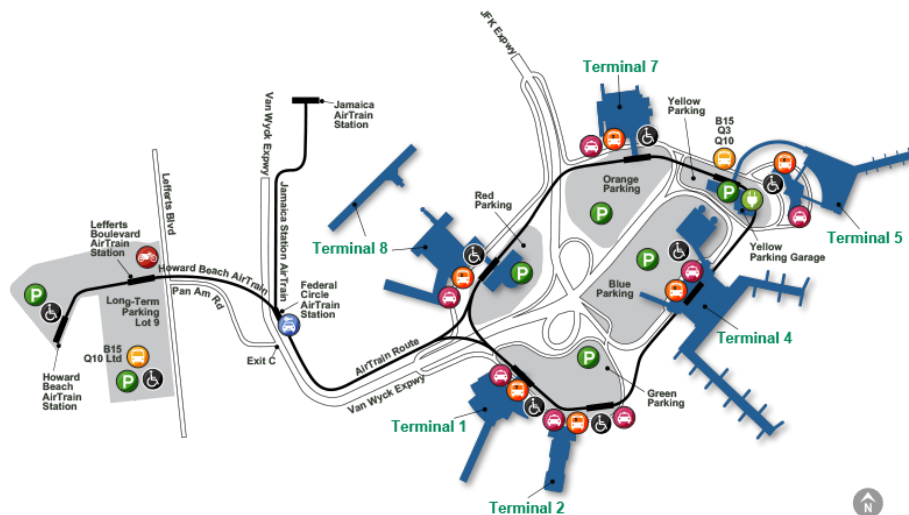 JFK Expwy
Terminal 7
Yellow
Parking
B15
Q3
Q10
Van Wyck Expwy
Jamaica
AirTrain
Station
Orange
Parking
Lefferts Blvd
Red
Parking
Jamaica Station AirTrain
Terminal 5
Lefferts
Boulevard
AirTrain
Station
Terminal 8
Yellow
Parking Garage
Howard Beach AirTrain
Federal
Circle
AirTrain
Station
Blue
Parking
P
P
P
P
P
P
P
Pan Am Rd
Long-Term
Parking
Lot 9
Terminal 4
B15
Q10 Ltd
Exit C
AirTrain Route
P
Howard
Beach
AirTrain
Station
Van Wyck Expwy
Green
Parking
Terminal 1
Terminal 2
N